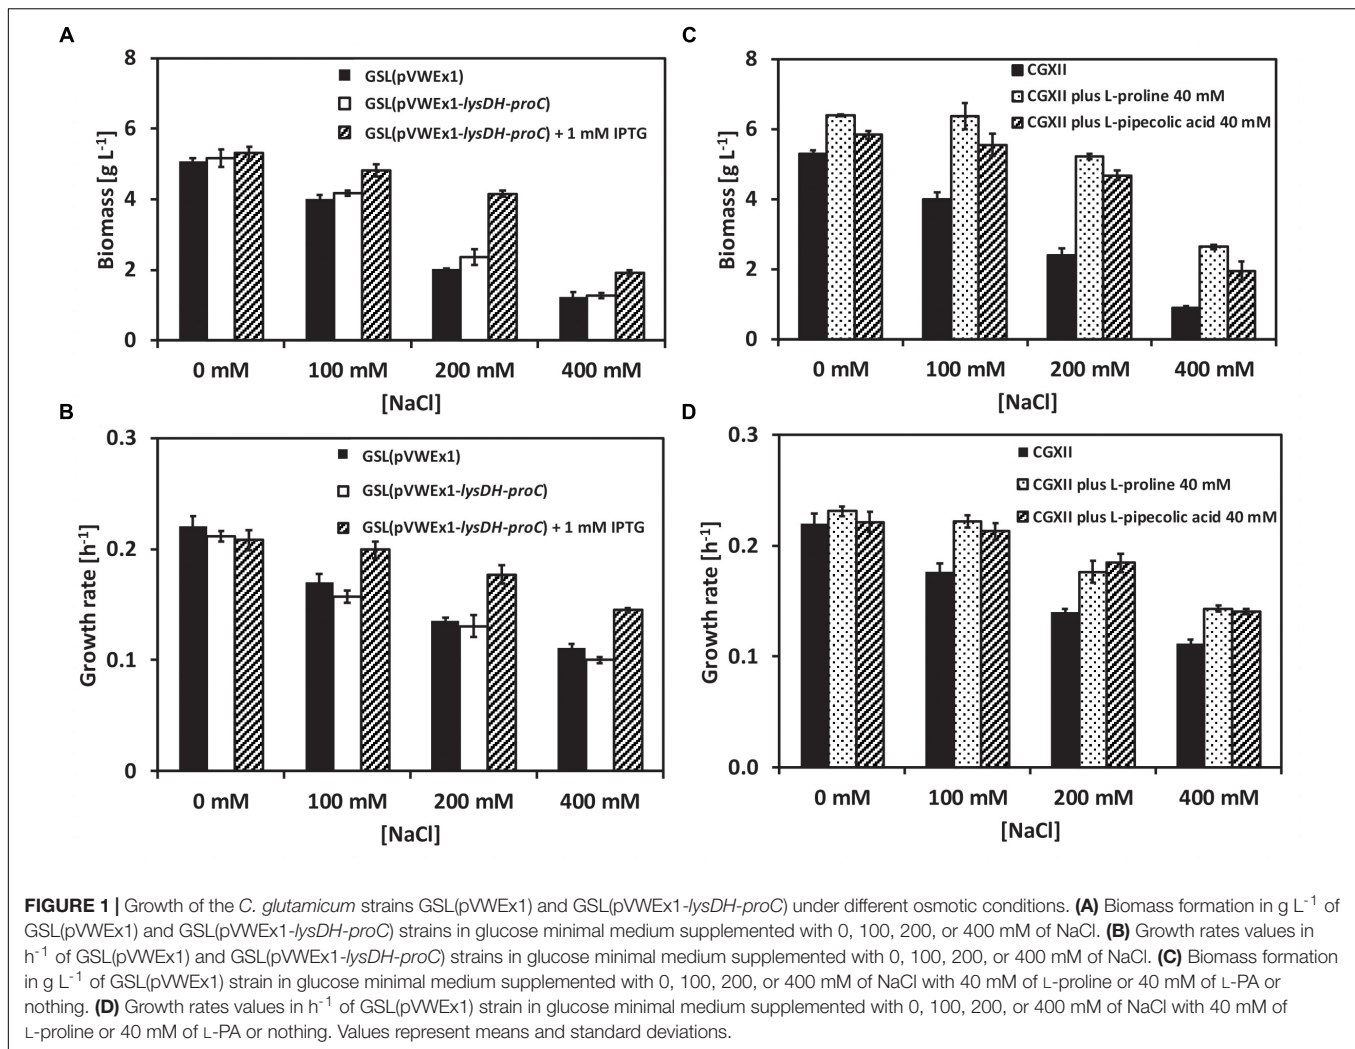 A
8
6
4
2
0
Biomass [g L-1]
GSL(pVWEx1)
GSL(pVWEx1-lysDH-proC)
GSL(pVWEx1-lysDH-proC) + 1 mM IPTG
0 mM 100 mM 200 mM 400 mM
[NaCl]
C
8
6
4
2
0
Biomass [g L-1]
CGXII
CGXII plus L-proline 40 mM
CGXII plus L-pipecolic acid 40 mM
0 mM 100 mM 200 mM 400 mM
[NaCl]
B
0.3
0.2
0.1
0
Growth rate [h-1]
GSL(pVWEx1)
GSL(pVWEx1-lysDH-proC)
GSL(pVWEx1-lysDH-proC) + 1 mM IPTG
0 mM 100 mM 200 mM 400 mM
[NaCl]
D
0.3
0.2
0.1
0.0
Growth rate [h-1]
CGXII
CGXII plus L-proline 40 mM
CGXII plus L-pipecolic acid 40 mM
0 mM 100 mM 200 mM 400 mM
[NaCl]
FIGURE 1 | Growth of the C. glutamicum strains GSL(pVWEx1) and GSL(pVWEx1-lysDH-proC) under different osmotic conditions. (A) Biomass formation in g L-1 of
GSL(pVWEx1) and GSL(pVWEx1-lysDH-proC) strains in glucose minimal medium supplemented with 0, 100, 200, or 400 mM of NaCl. (B) Growth rates values in
h-1 of GSL(pVWEx1) and GSL(pVWEx1-lysDH-proC) strains in glucose minimal medium supplemented with 0, 100, 200, or 400 mM of NaCl. (C) Biomass formation
in g L-1 of GSL(pVWEx1) strain in glucose minimal medium supplemented with 0, 100, 200, or 400 mM of NaCl with 40 mM of L-proline or 40 mM of L-PA or
nothing. (D) Growth rates values in h-1 of GSL(pVWEx1) strain in glucose minimal medium supplemented with 0, 100, 200, or 400 mM of NaCl with 40 mM of
L-proline or 40 mM of L-PA or nothing. Values represent means and standard deviations.